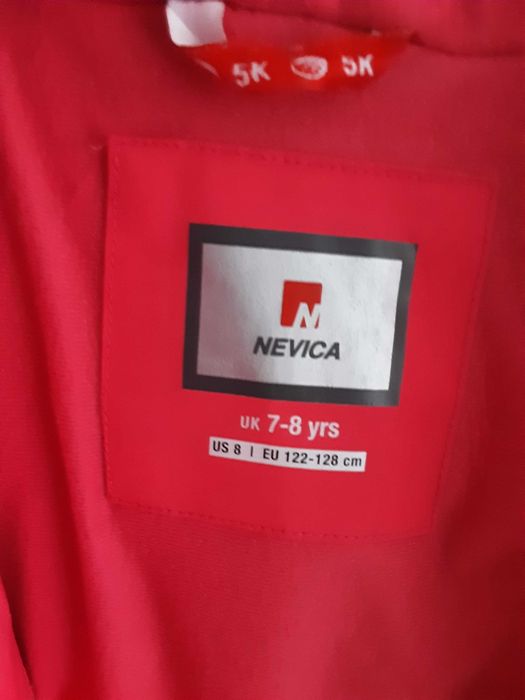 5K 5K
N
NEVICA
UK 7-8 yrs
US 8 | EU 122-128 cm